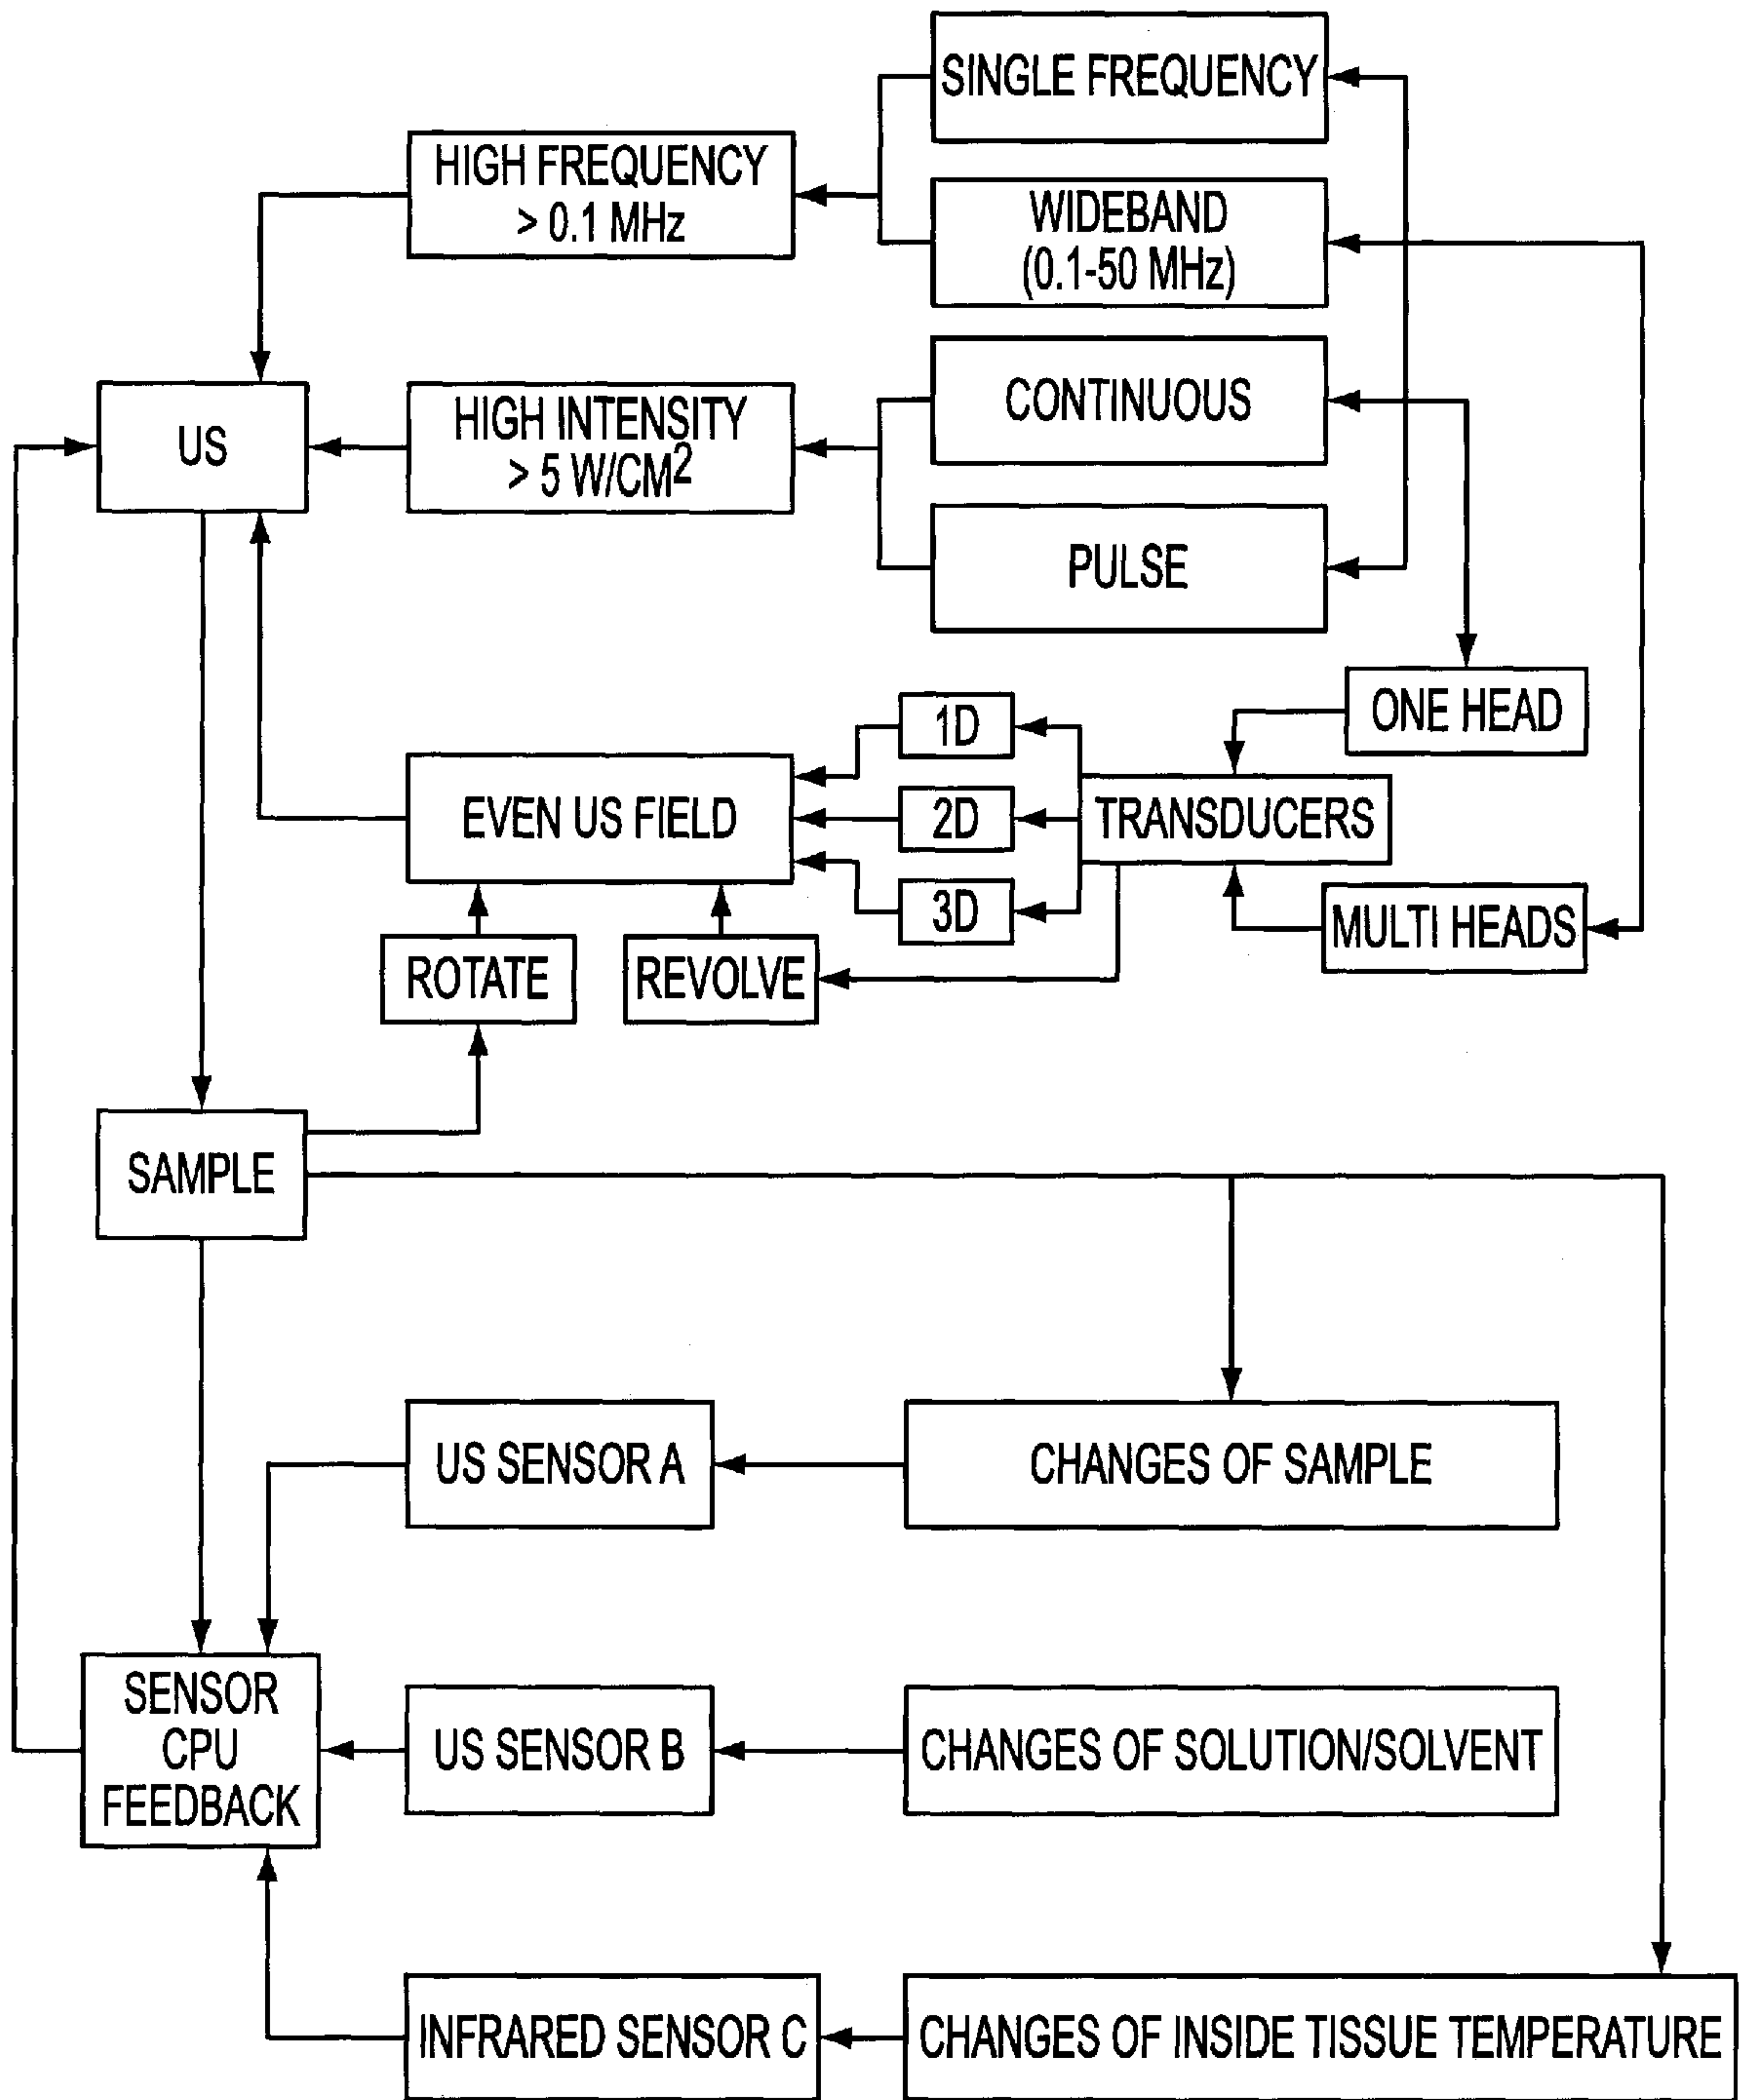 SINGLE FREQUENCY
HIGH FREQUENCY
> 0.1 MHz
WIDEBAND
(0.1-50 MHz)
CONTINUOUS
US
HIGH INTENSITY
> 5 W/CM²
PULSE
ONE HEAD
1D
EVEN US FIELD
2D
TRANSDUCERS
3D
MULTI HEADS
ROTATE
REVOLVE
SAMPLE
US SENSOR A
CHANGES OF SAMPLE
SENSOR
CPU
FEEDBACK
US SENSOR B
CHANGES OF SOLUTION/SOLVENT
INFRARED SENSOR C
CHANGES OF INSIDE TISSUE TEMPERATURE